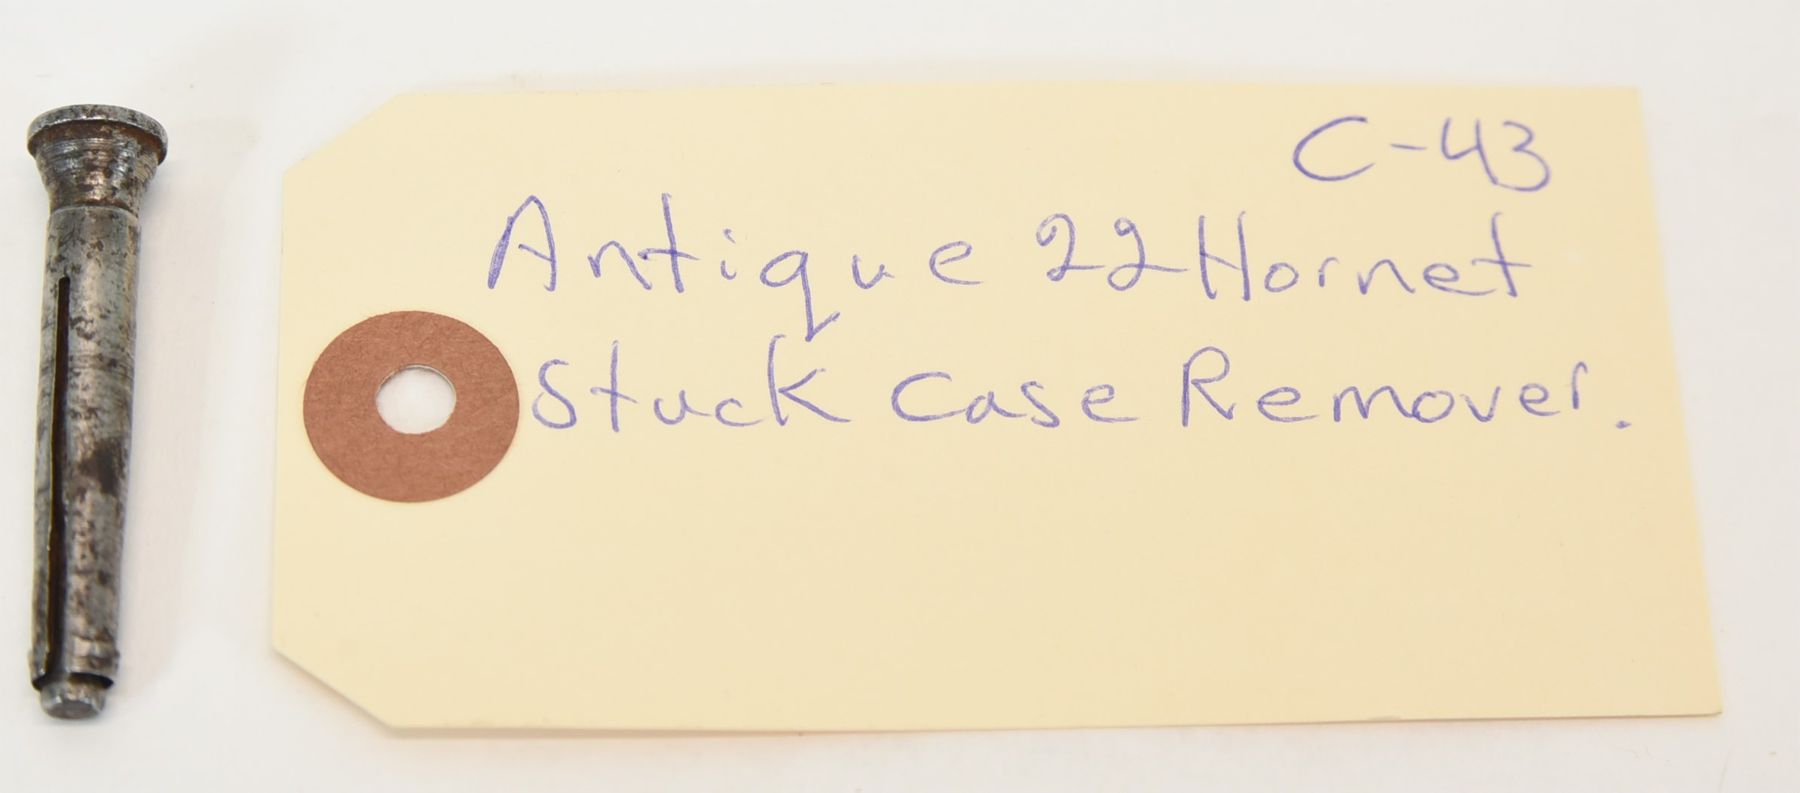 C-43
Antique 22 Hornet
Stuck Case Remover.